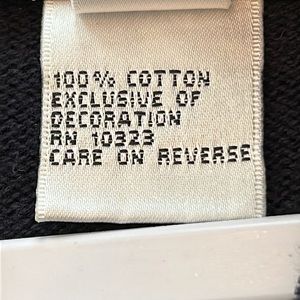 100% COTTON
EXCLUSIVE OF
DECORATION
RN 10323
CARE ON REVERSE